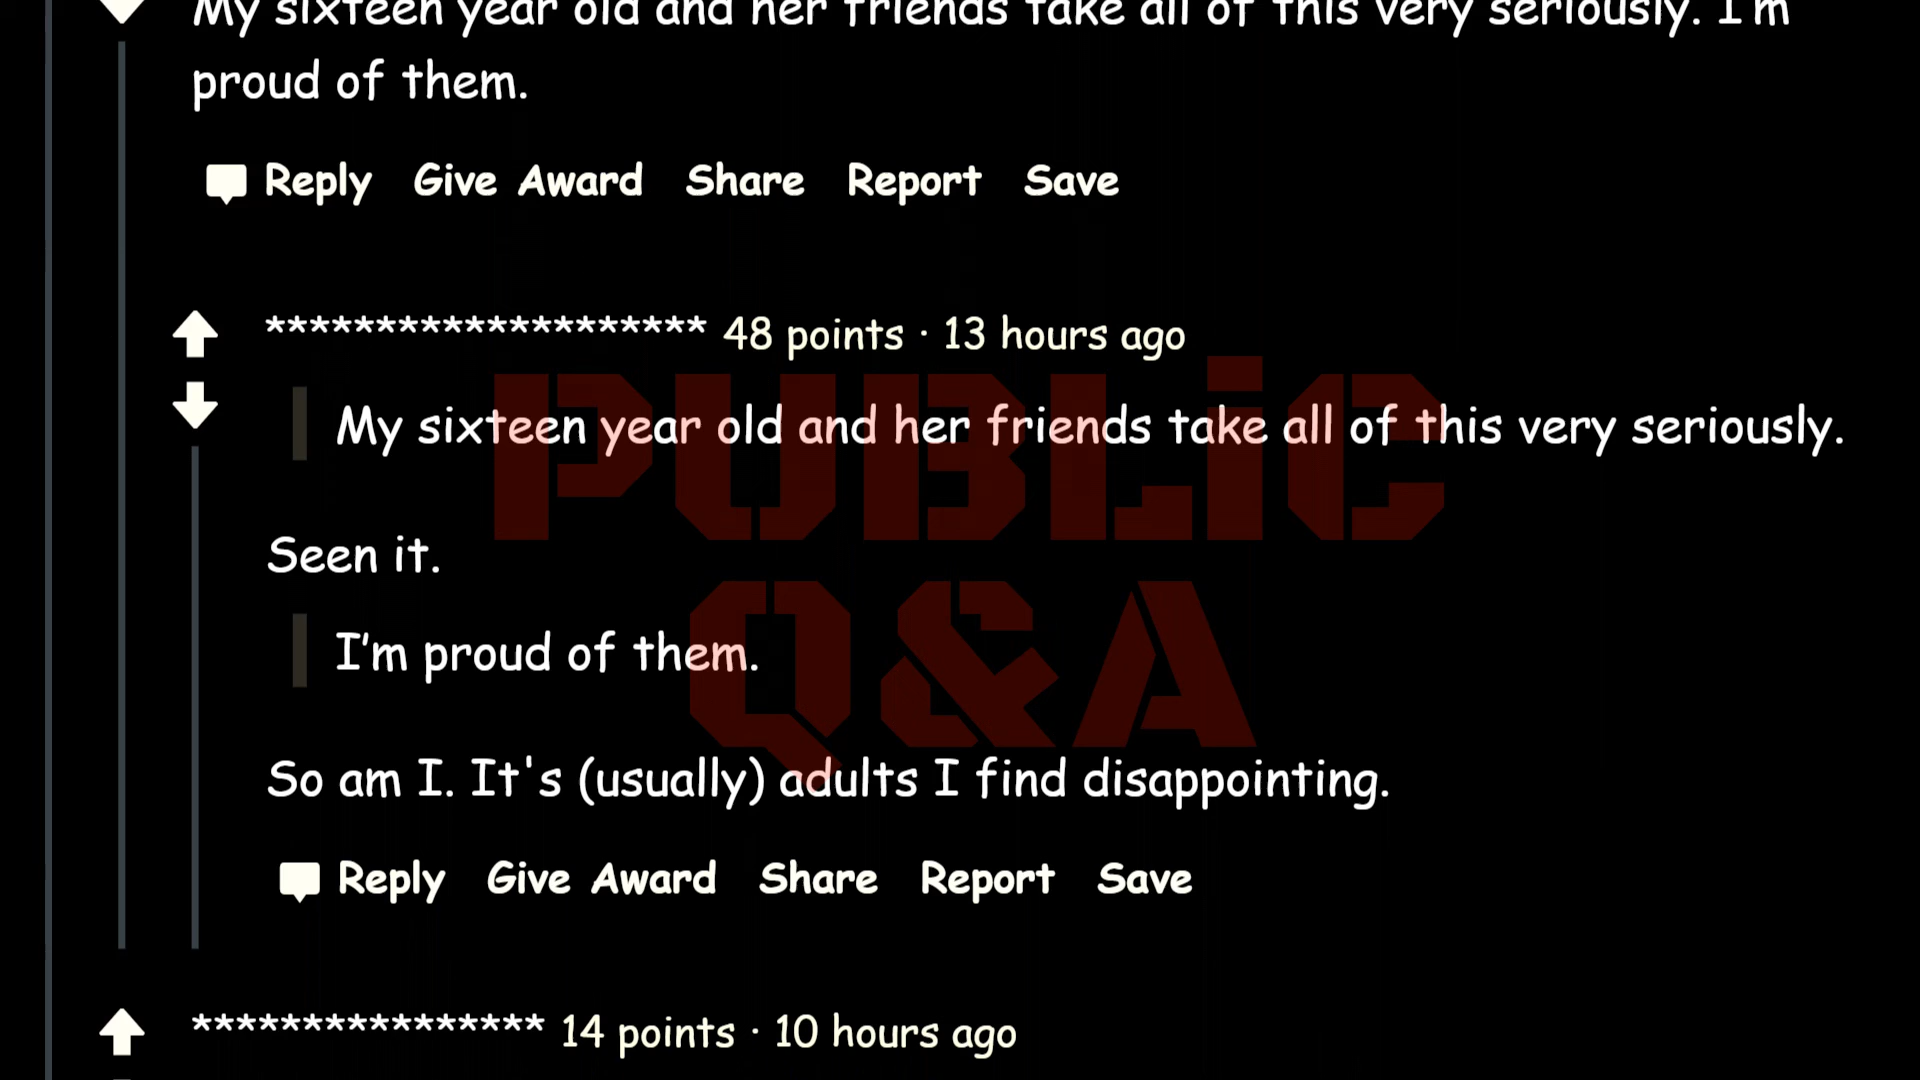 My sixteen year old and her friends take all of this very seriously. I'm
proud of them.
Reply Give Award Share Report Save
******************** 48 points · 13 hours ago
My sixteen year old and her friends take all of this very seriously.
Seen it.
I'm proud of them.
So am I. It's (usually) adults I find disappointing.
Reply Give Award Share Report Save
**************** 14 points · 10 hours ago
PUBLiC
Q&A